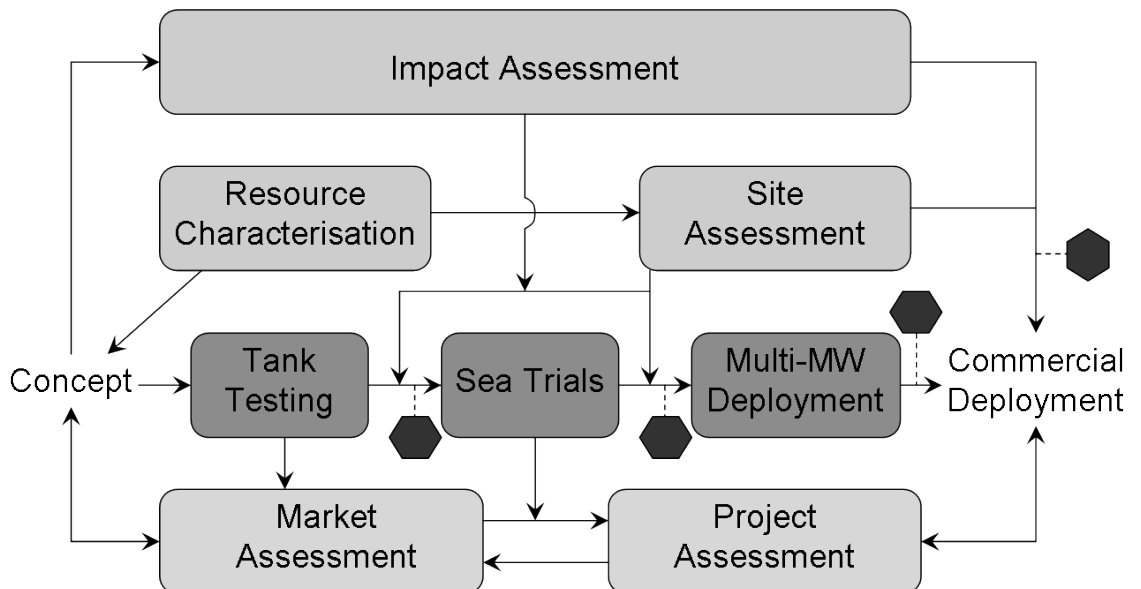 Impact Assessment
Resource
Characterisation
Site
Assessment
Concept
Tank
Testing
Sea Trials
Multi-MW
Deployment
Commercial
Deployment
Market
Assessment
Project
Assessment